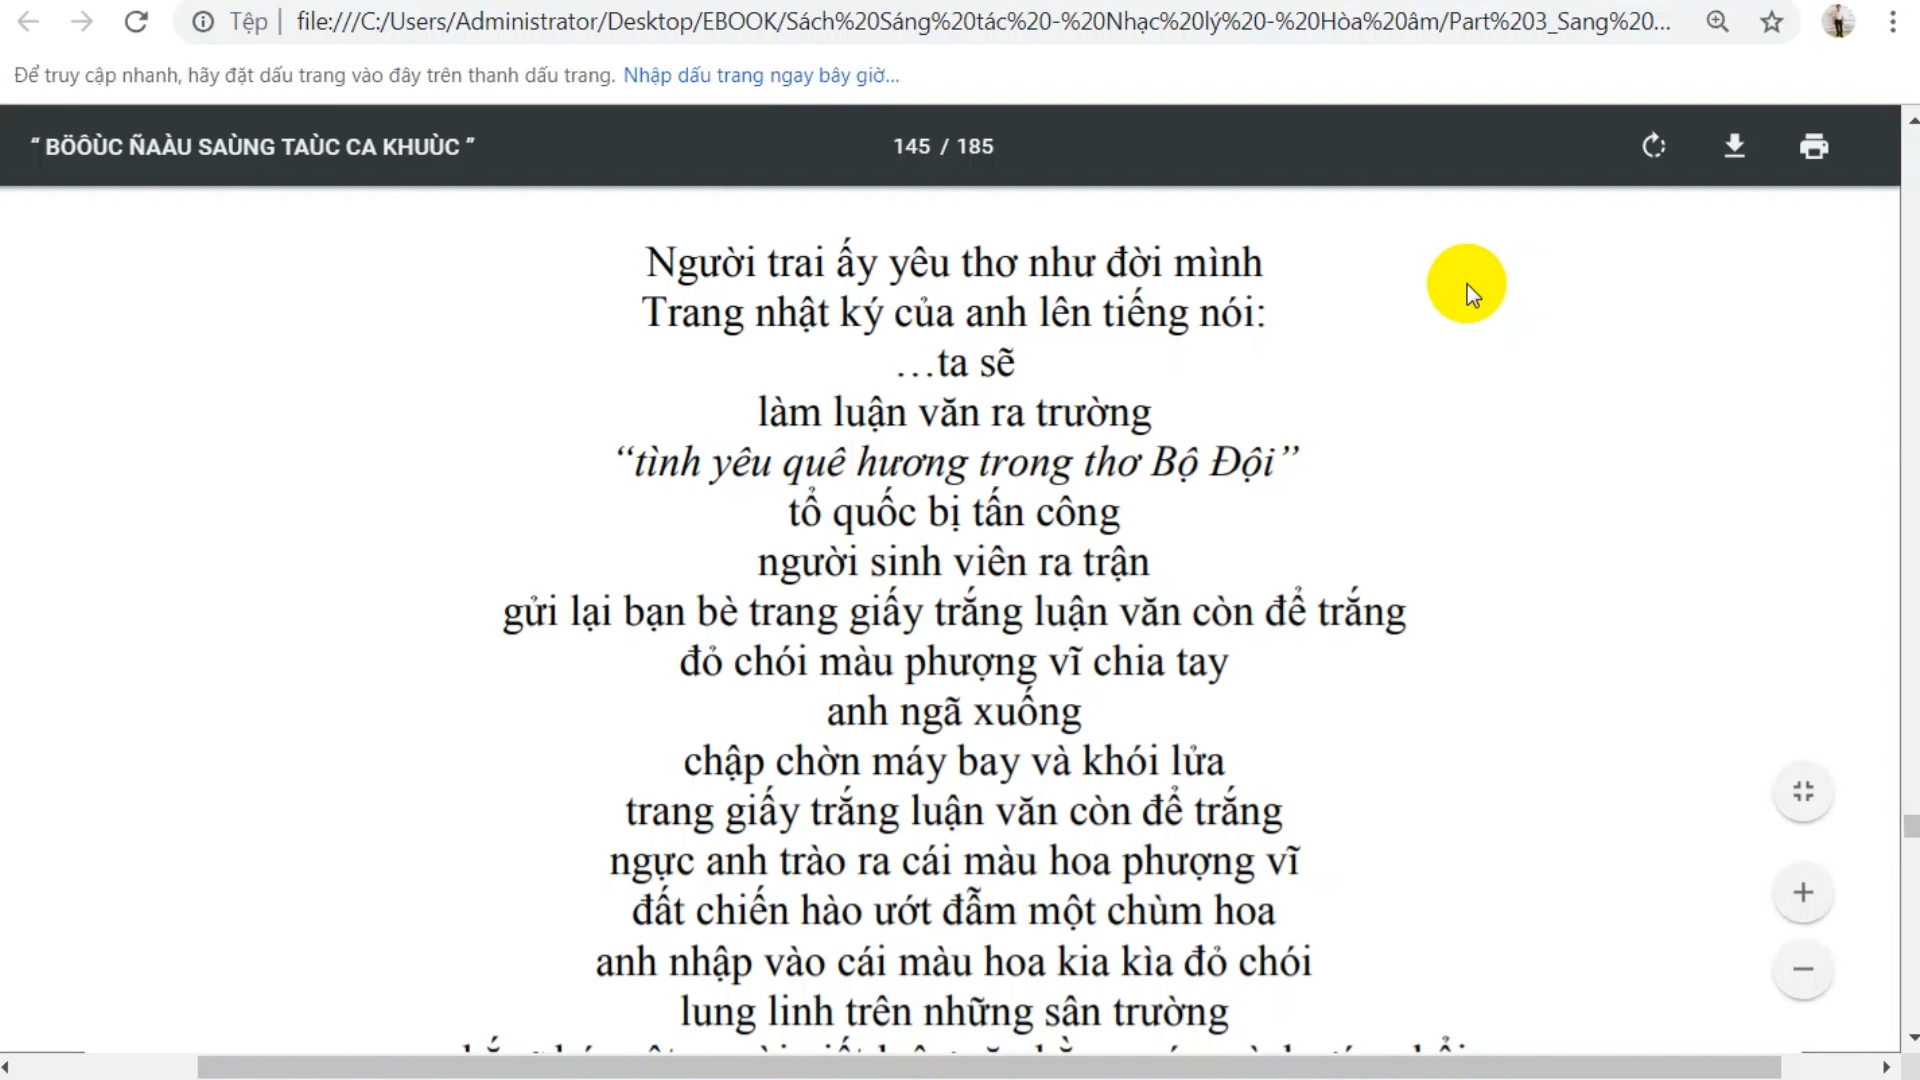 Tệp
file:///C:/Users/Administrator/Desktop/EBOOK/Sách%20Sáng%20tác%20-%20Nhạc%20lý%20-%20Hòa%20âm/Part%203_Sang%20...
Để truy cập nhanh, hãy đặt dấu trang vào đây trên thanh dấu trang. Nhập dấu trang ngay bây giờ...
“ BÖÔÙC ÑAÀU SAÙNG TAÙC CA KHUÙC ” 145 / 185
Người trai ấy yêu thơ như đời mình
Trang nhật ký của anh lên tiếng nói:
…ta sẽ
làm luận văn ra trường
“tình yêu quê hương trong thơ Bộ Đội”
tổ quốc bị tấn công
người sinh viên ra trận
gửi lại bạn bè trang giấy trắng luận văn còn để trắng
đỏ chói màu phượng vĩ chia tay
anh ngã xuống
chập chờn máy bay và khói lửa
trang giấy trắng luận văn còn để trắng
ngực anh trào ra cái màu hoa phượng vĩ
đất chiến hào ướt đẫm một chùm hoa
anh nhập vào cái màu hoa kia kìa đỏ chói
lung linh trên những sân trường